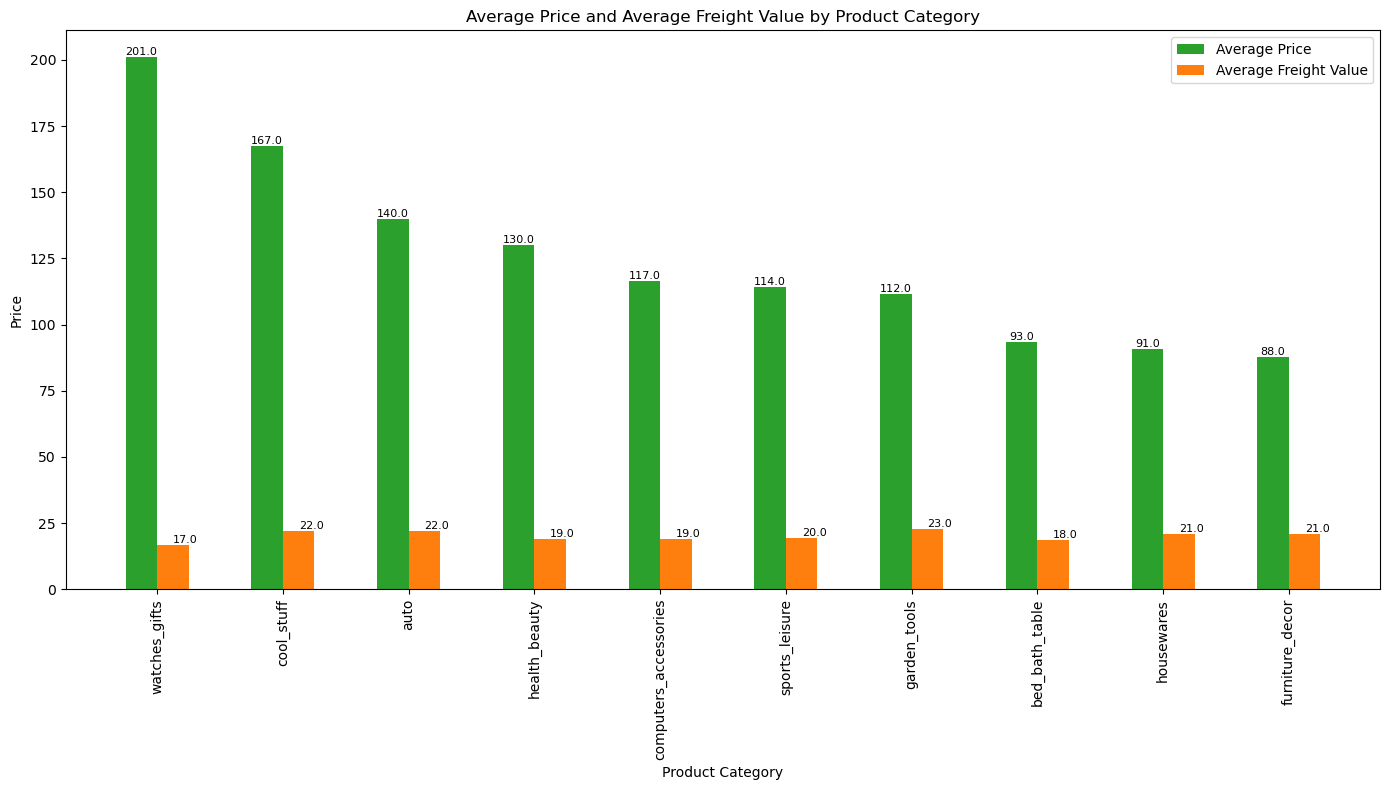 Average Price and Average Freight Value by Product Category
Average Price
Average Freight Value
Price
200
175
150
125
100
75
50
25
0
201.0
17.0
167.0
22.0
140.0
22.0
130.0
19.0
117.0
19.0
114.0
20.0
112.0
23.0
93.0
18.0
91.0
21.0
88.0
21.0
watches_gifts
cool_stuff
auto
health_beauty
computers_accessories
sports_leisure
garden_tools
bed_bath_table
housewares
furniture_decor
Product Category